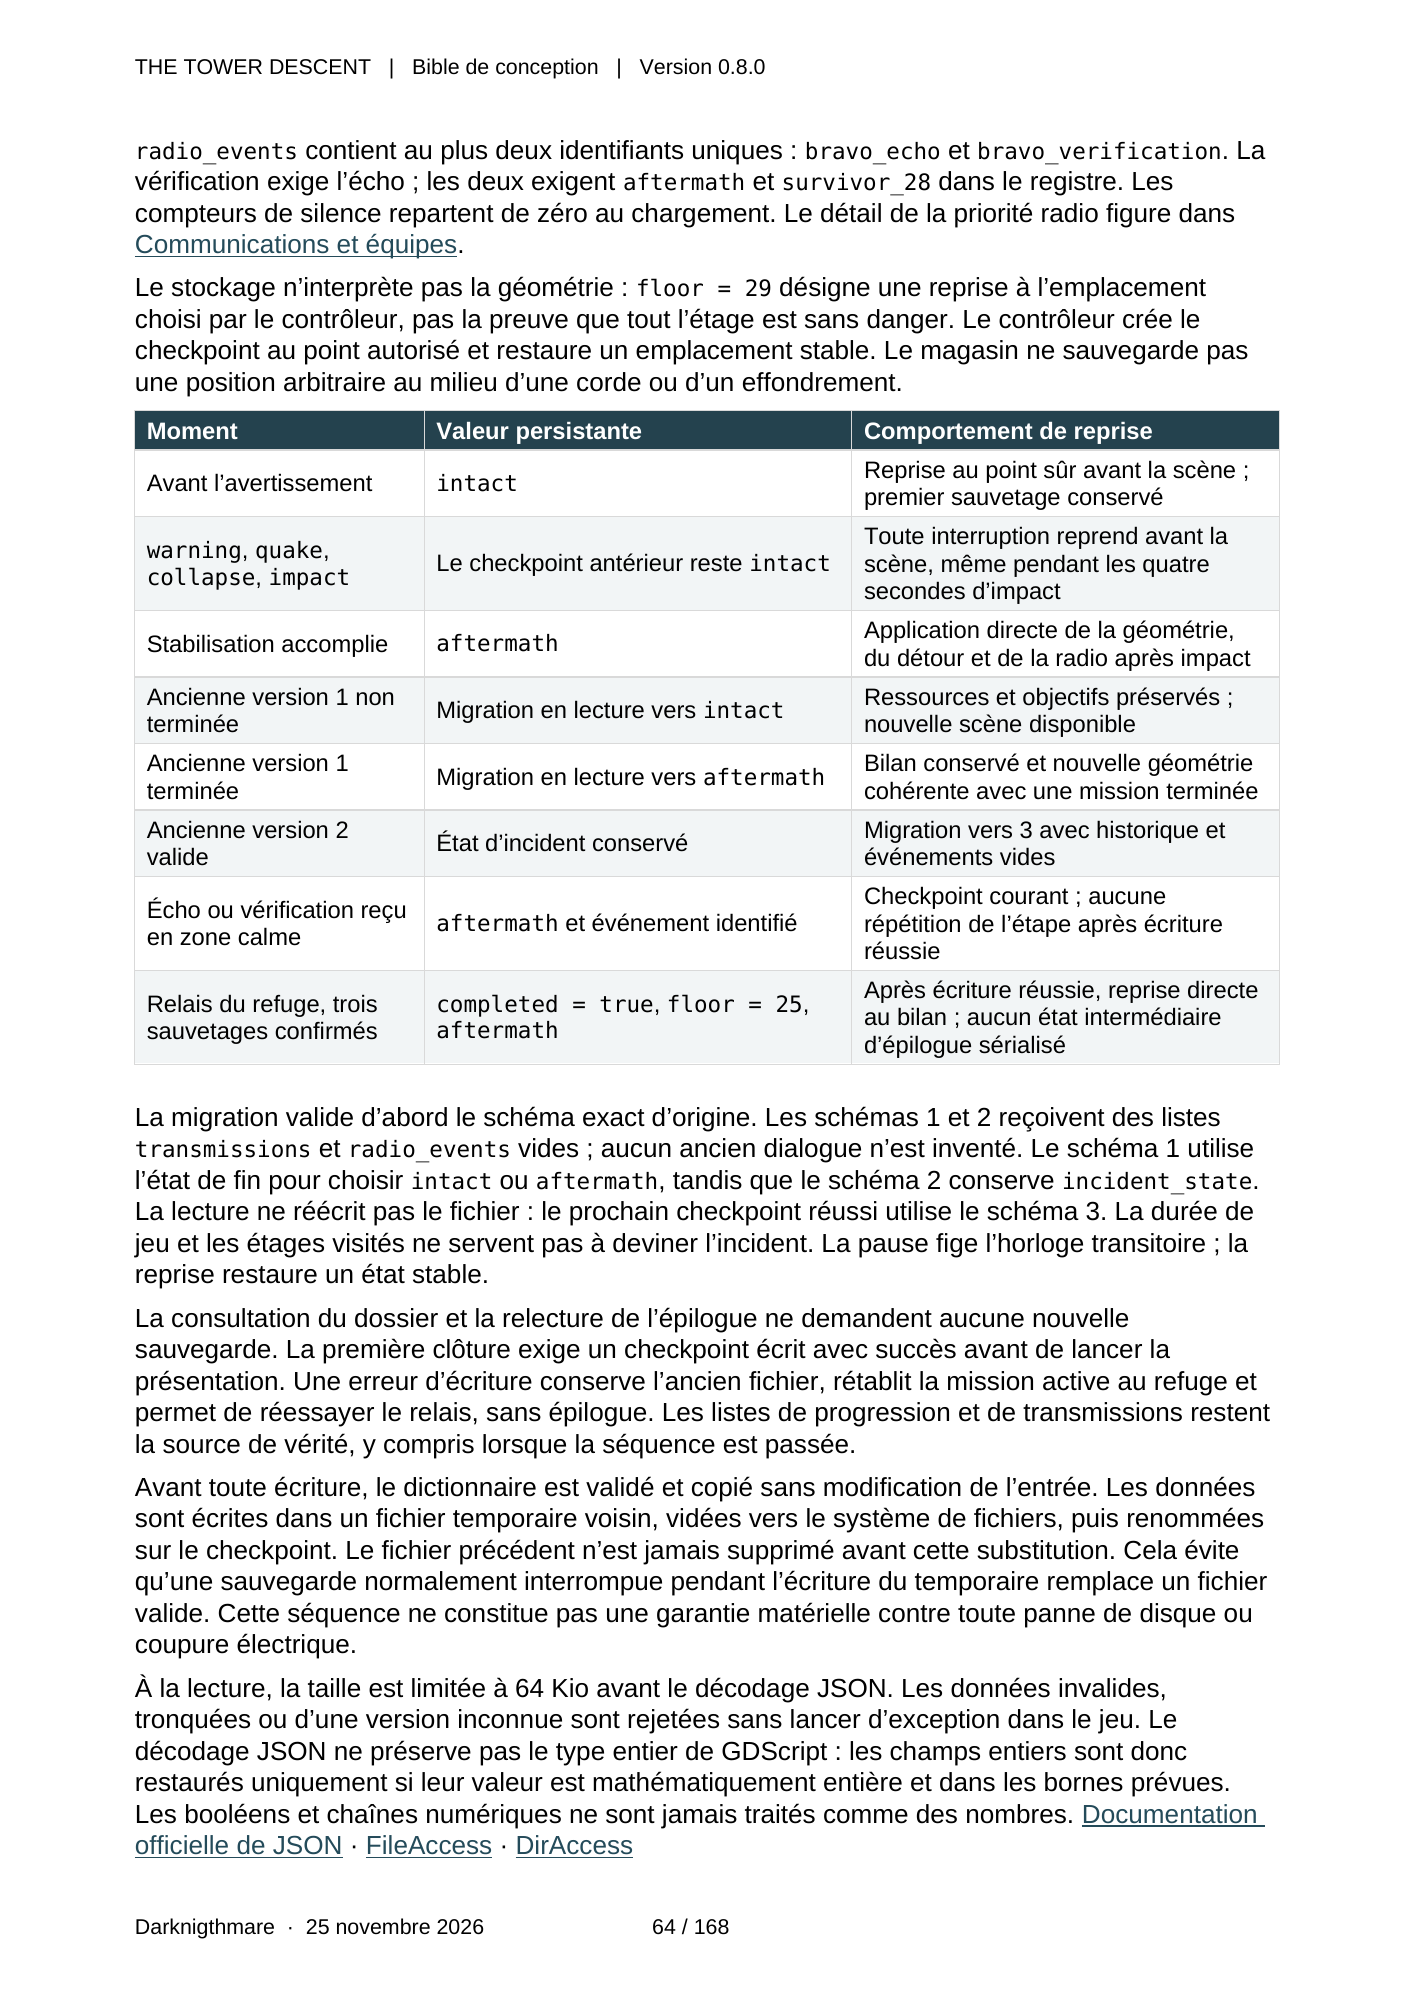 THE TOWER DESCENT | Bible de conception | Version 0.8.0
radio_events contient au plus deux identifiants uniques : bravo_echo et bravo_verification. La
vérification exige l’écho ; les deux exigent aftermath et survivor_28 dans le registre. Les
compteurs de silence repartent de zéro au chargement. Le détail de la priorité radio figure dans
Communications et équipes.
Le stockage n’interprète pas la géométrie : floor = 29 désigne une reprise à l’emplacement
choisi par le contrôleur, pas la preuve que tout l’étage est sans danger. Le contrôleur crée le
checkpoint au point autorisé et restaure un emplacement stable. Le magasin ne sauvegarde pas
une position arbitraire au milieu d’une corde ou d’un effondrement.
Moment
Valeur persistante
Comportement de reprise
Avant l’avertissement
intact
Reprise au point sûr avant la scène ;
premier sauvetage conservé
warning, quake,
collapse, impact
Le checkpoint antérieur reste intact
Toute interruption reprend avant la
scène, même pendant les quatre
secondes d’impact
Stabilisation accomplie
aftermath
Application directe de la géométrie,
du détour et de la radio après impact
Ancienne version 1 non
terminée
Migration en lecture vers intact
Ressources et objectifs préservés ;
nouvelle scène disponible
Ancienne version 1
terminée
Migration en lecture vers aftermath
Bilan conservé et nouvelle géométrie
cohérente avec une mission terminée
Ancienne version 2
valide
État d’incident conservé
Migration vers 3 avec historique et
événements vides
Écho ou vérification reçu
en zone calme
aftermath et événement identifié
Checkpoint courant ; aucune
répétition de l’étape après écriture
réussie
Relais du refuge, trois
sauvetages confirmés
completed = true, floor = 25,
aftermath
Après écriture réussie, reprise directe
au bilan ; aucun état intermédiaire
d’épilogue sérialisé
La migration valide d’abord le schéma exact d’origine. Les schémas 1 et 2 reçoivent des listes
transmissions et radio_events vides ; aucun ancien dialogue n’est inventé. Le schéma 1 utilise
l’état de fin pour choisir intact ou aftermath, tandis que le schéma 2 conserve incident_state.
La lecture ne réécrit pas le fichier : le prochain checkpoint réussi utilise le schéma 3. La durée de
jeu et les étages visités ne servent pas à deviner l’incident. La pause fige l’horloge transitoire ; la
reprise restaure un état stable.
La consultation du dossier et la relecture de l’épilogue ne demandent aucune nouvelle
sauvegarde. La première clôture exige un checkpoint écrit avec succès avant de lancer la
présentation. Une erreur d’écriture conserve l’ancien fichier, rétablit la mission active au refuge et
permet de réessayer le relais, sans épilogue. Les listes de progression et de transmissions restent
la source de vérité, y compris lorsque la séquence est passée.
Avant toute écriture, le dictionnaire est validé et copié sans modification de l’entrée. Les données
sont écrites dans un fichier temporaire voisin, vidées vers le système de fichiers, puis renommées
sur le checkpoint. Le fichier précédent n’est jamais supprimé avant cette substitution. Cela évite
qu’une sauvegarde normalement interrompue pendant l’écriture du temporaire remplace un fichier
valide. Cette séquence ne constitue pas une garantie matérielle contre toute panne de disque ou
coupure électrique.
À la lecture, la taille est limitée à 64 Kio avant le décodage JSON. Les données invalides,
tronquées ou d’une version inconnue sont rejetées sans lancer d’exception dans le jeu. Le
décodage JSON ne préserve pas le type entier de GDScript : les champs entiers sont donc
restaurés uniquement si leur valeur est mathématiquement entière et dans les bornes prévues.
Les booléens et chaînes numériques ne sont jamais traités comme des nombres. Documentation
officielle de JSON · FileAccess · DirAccess
Darknigthmare · 25 novembre 2026
64 / 168